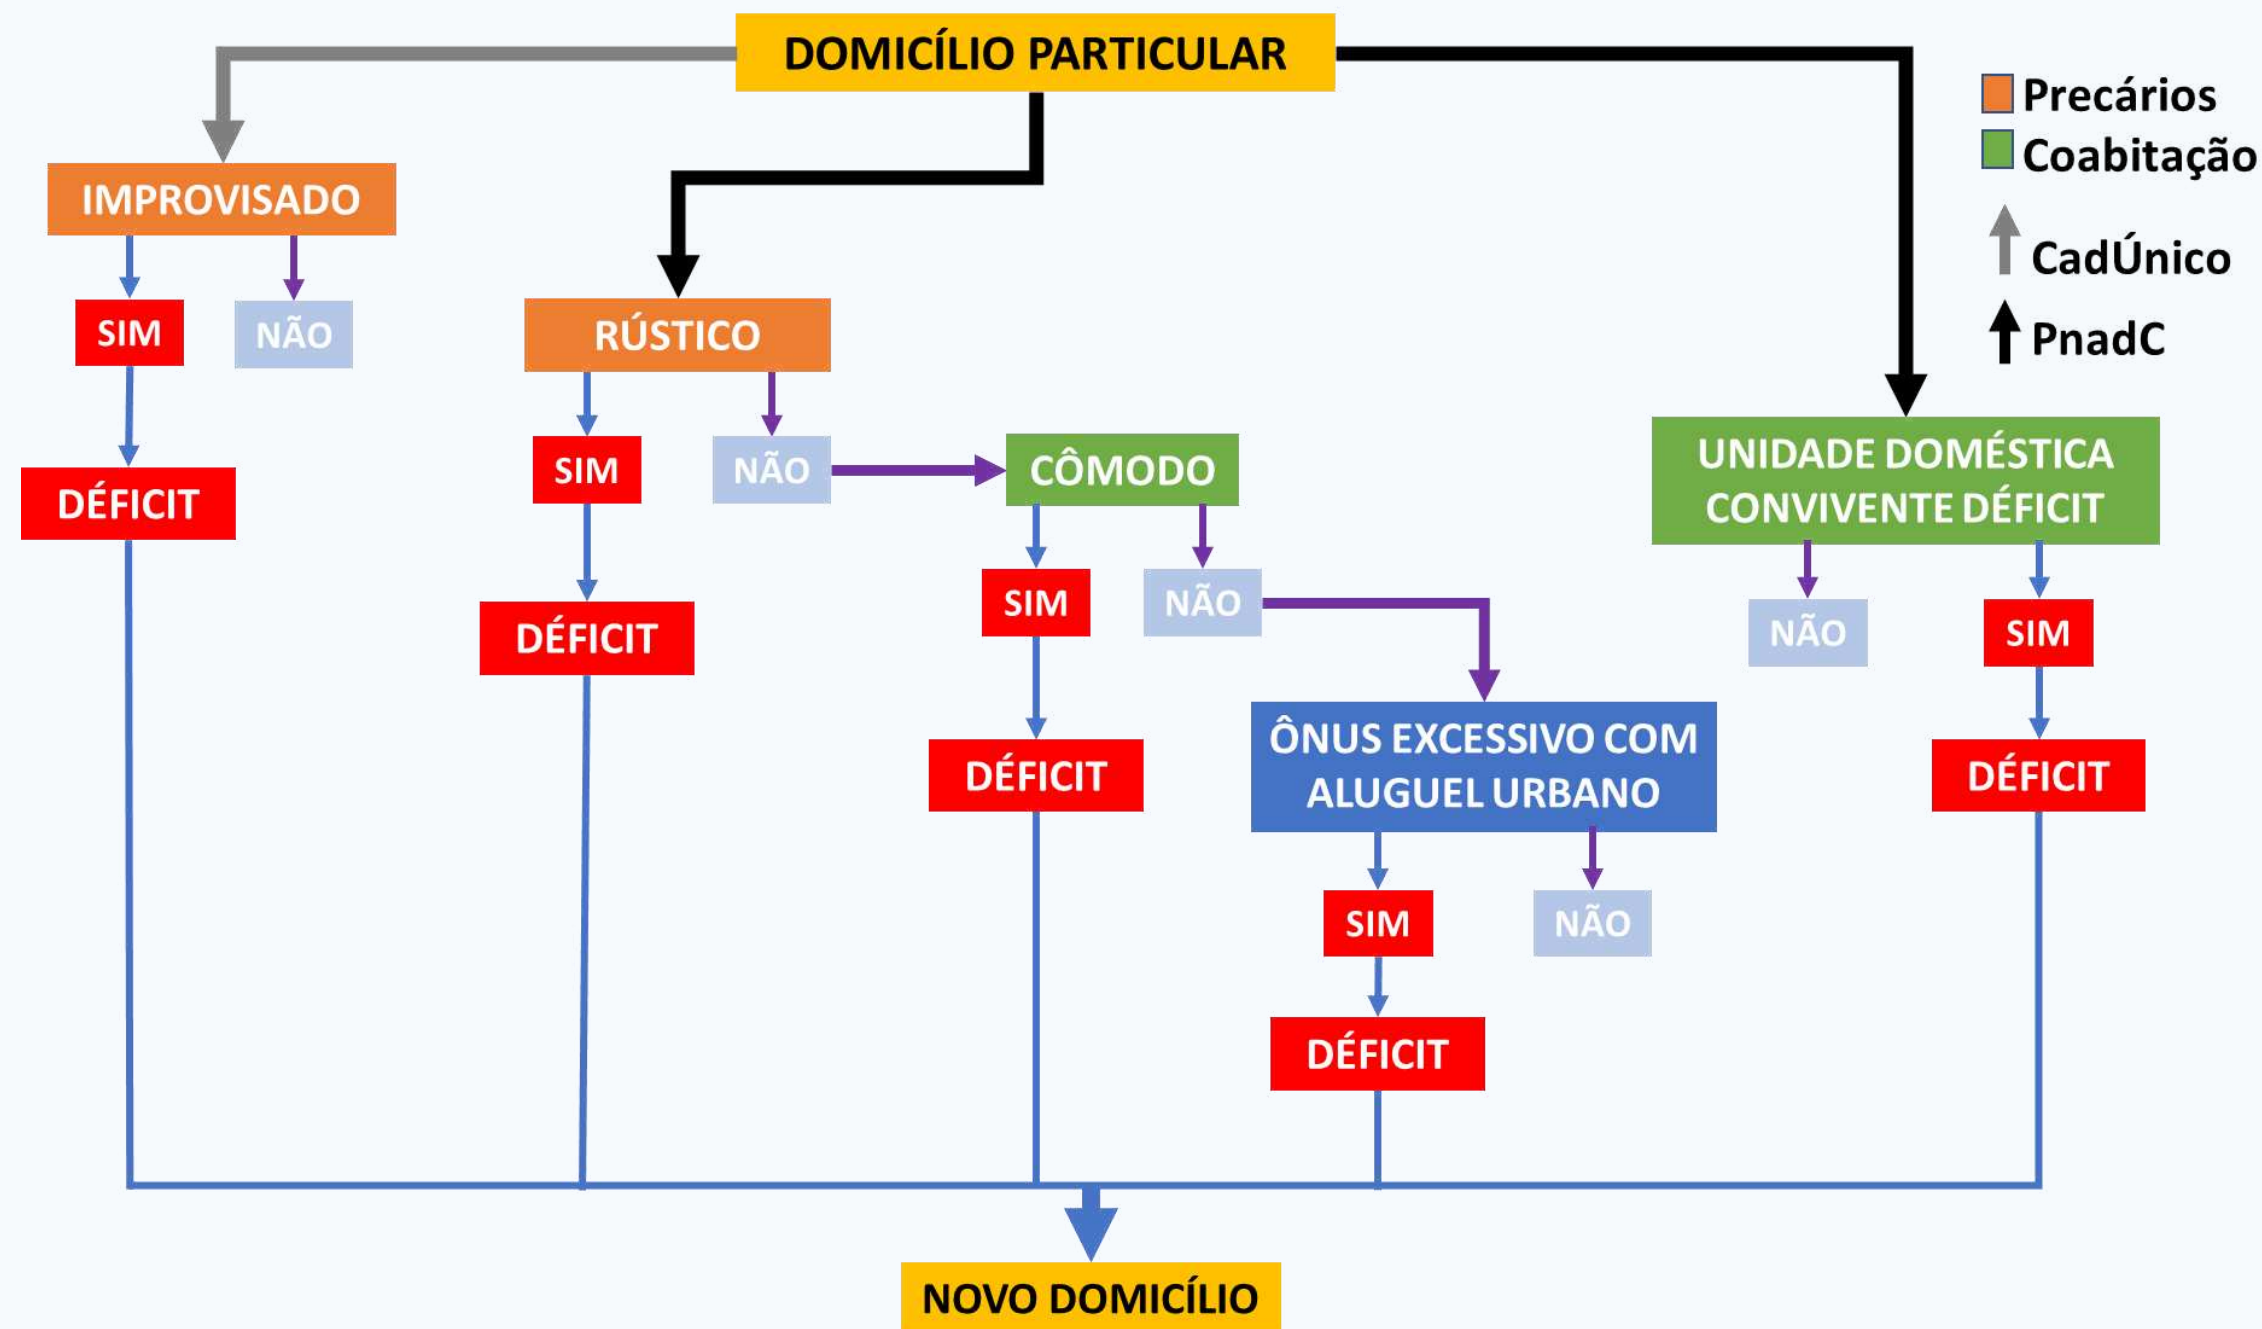 DOMICÍLIO PARTICULAR
Precários
Coabitação
CadÚnico
PnadC
IMPROVISADO
SIM
NÃO
DÉFICIT
RÚSTICO
SIM
NÃO
DÉFICIT
CÔMODO
SIM
NÃO
DÉFICIT
ÔNUS EXCESSIVO COM
ALUGUEL URBANO
SIM
NÃO
DÉFICIT
UNIDADE DOMÉSTICA
CONVIVENTE DÉFICIT
NÃO
SIM
DÉFICIT
NOVO DOMICÍLIO